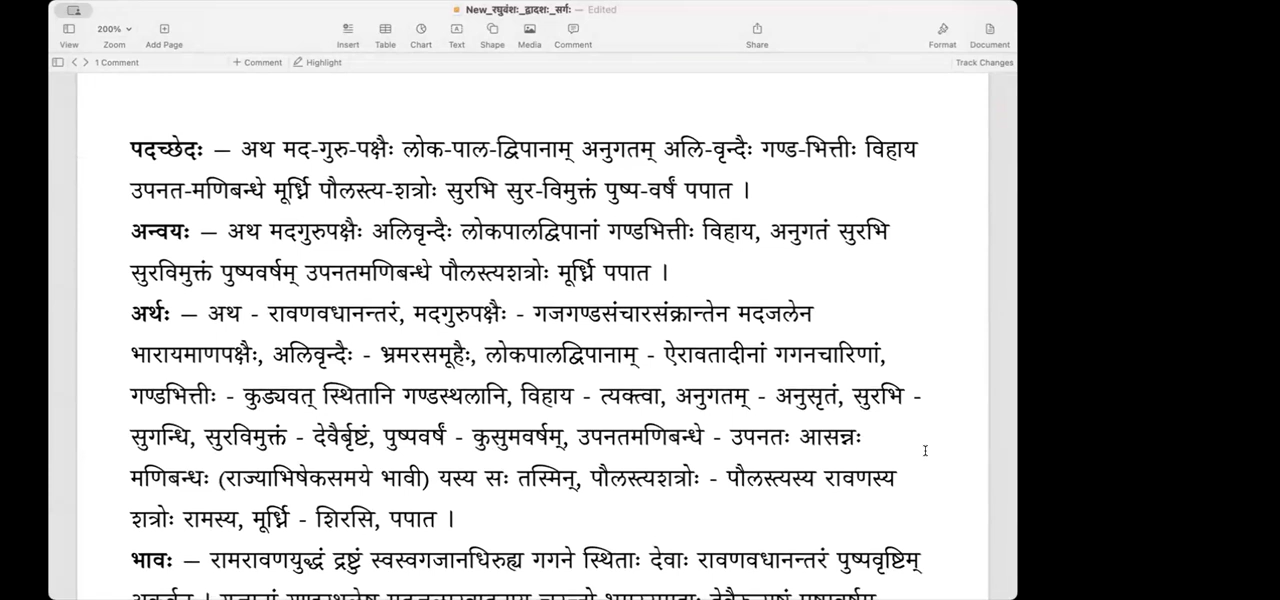 New_रघुवंशः_द्वादशः_सर्गः — Edited
200%
View Zoom Add Page Insert Table Chart Text Shape Media Comment Share Format Document
1 Comment + Comment Highlight Track Changes
पदच्छेदः — अथ मद-गुरु-पक्षैः लोक-पाल-द्विपानाम् अनुगतम् अलि-वृन्दैः गण्ड-भित्तीः विहाय
उपनत-मणिबन्धे मूर्ध्नि पौलस्त्य-शत्रोः सुरभि सुर-विमुक्तं पुष्प-वर्षं पपात ।
अन्वयः — अथ मदगुरुपक्षैः अलिवृन्दैः लोकपालद्विपानां गण्डभित्तीः विहाय, अनुगतं सुरभि
सुरविमुक्तं पुष्पवर्षम् उपनतमणिबन्धे पौलस्त्यशत्रोः मूर्ध्नि पपात ।
अर्थः — अथ - रावणवधानन्तरं, मदगुरुपक्षैः - गजगण्डसंचारसंक्रान्तेन मदजलेन
भारायमाणपक्षैः, अलिवृन्दैः - भ्रमरसमूहैः, लोकपालद्विपानाम् - ऐरावतादीनां गगनचारिणां,
गण्डभित्तीः - कुड्यवत् स्थितानि गण्डस्थलानि, विहाय - त्यक्त्वा, अनुगतम् - अनुसृतं, सुरभि -
सुगन्धि, सुरविमुक्तं - देवैर्बृष्टं, पुष्पवर्षं - कुसुमवर्षम्, उपनतमणिबन्धे - उपनतः आसन्नः
मणिबन्धः (राज्याभिषेकसमये भावी) यस्य सः तस्मिन्, पौलस्त्यशत्रोः - पौलस्त्यस्य रावणस्य
शत्रोः रामस्य, मूर्ध्नि - शिरसि, पपात ।
भावः — रामरावणयुद्धं द्रष्टुं स्वस्वगजानधिरुह्य गगने स्थिताः देवाः रावणवधानन्तरं पुष्पवृष्टिम्